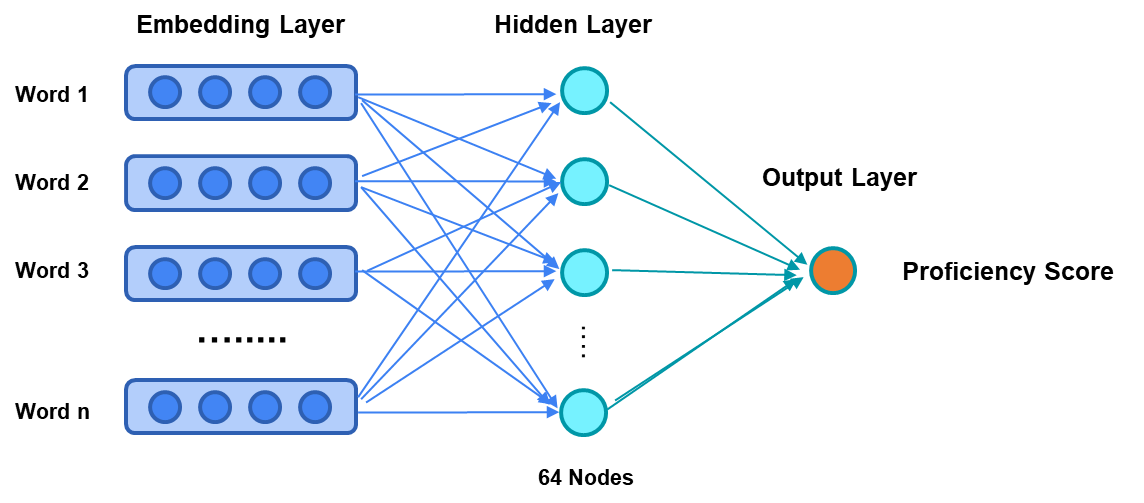 Embedding Layer
Hidden Layer
Word 1
Word 2
Output Layer
Word 3
Proficiency Score
Word n
64 Nodes